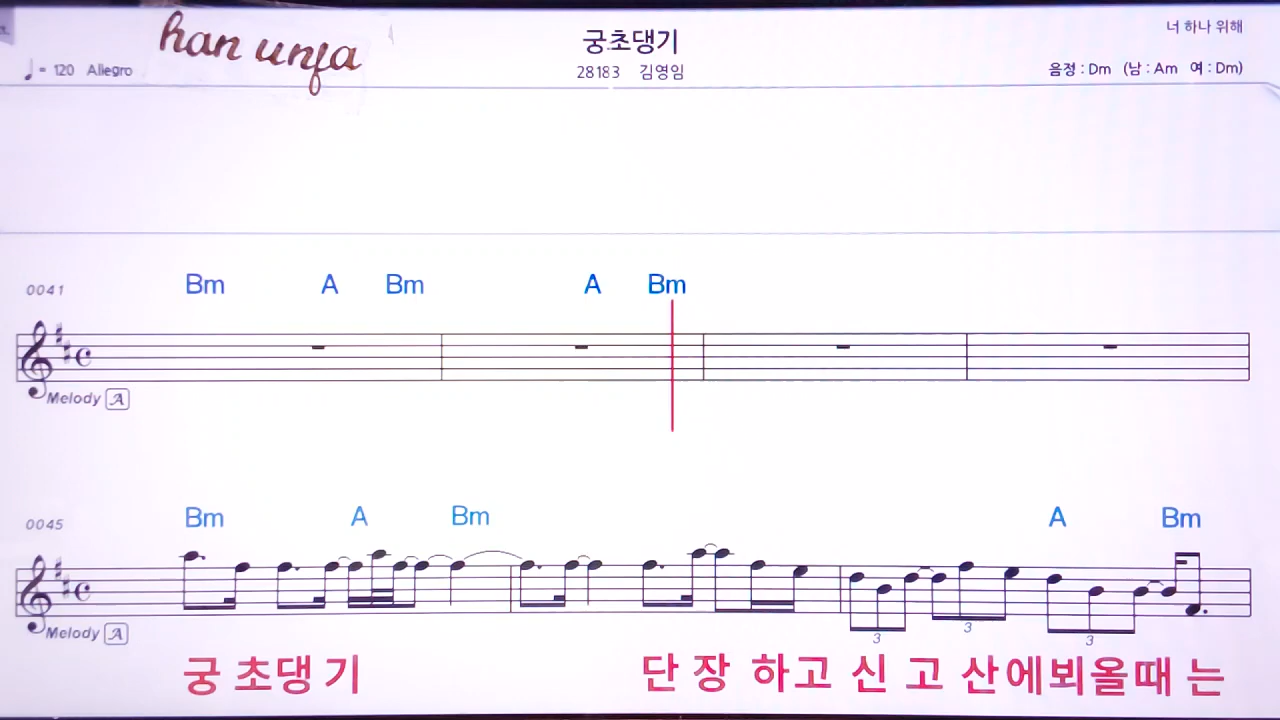 han unja
궁초댕기
너 하나 위해
♩= 120 Allegro
28183 김영임
음정 : Dm (남 : Am 여 : Dm)
0041
Bm A Bm A Bm
Melody A
0045
Bm A Bm A Bm
3 3 3
Melody A
궁 초댕 기 단 장 하고 신 고 산에뵈올때 는